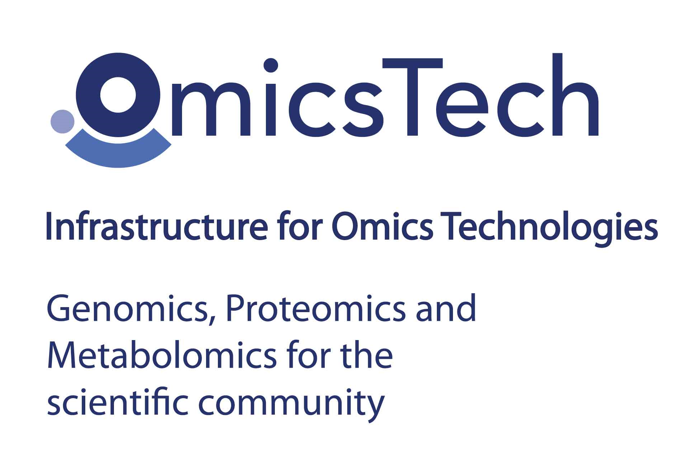 OmicsTech
Infrastructure for Omics Technologies
Genomics, Proteomics and
Metabolomics for the
scientific community